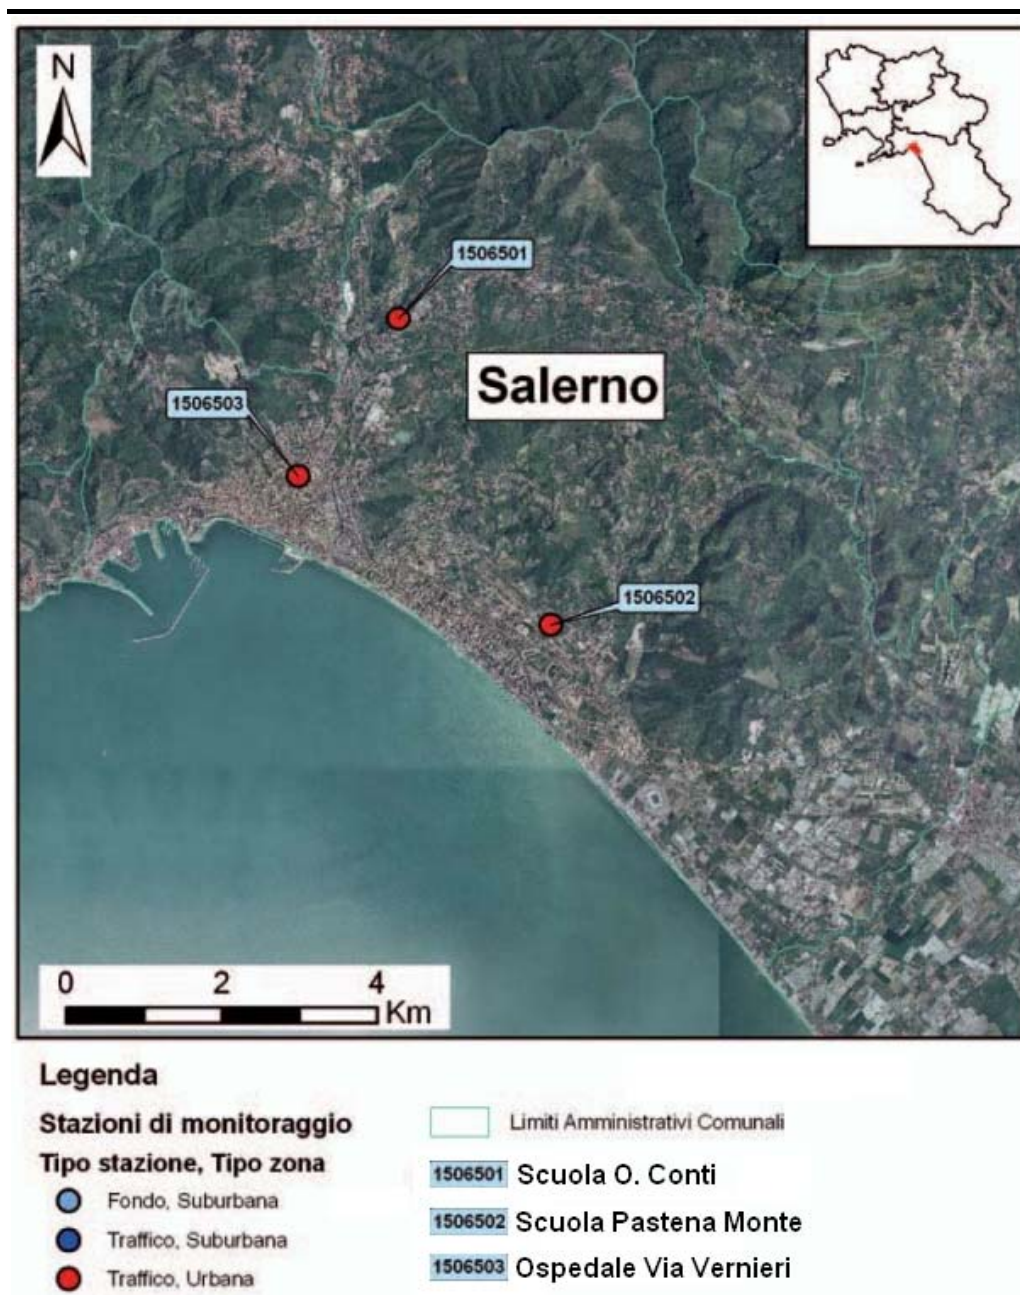 N
1506501
Salerno
1506503
1506502
0 2 4
Km
Legenda
Stazioni di monitoraggio
Tipo stazione, Tipo zona
Fondo, Suburbana
Traffico, Suburbana
Traffico, Urbana
Limiti Amministrativi Comunali
1506501 Scuola O. Conti
1506502 Scuola Pastena Monte
1506503 Ospedale Via Vernieri